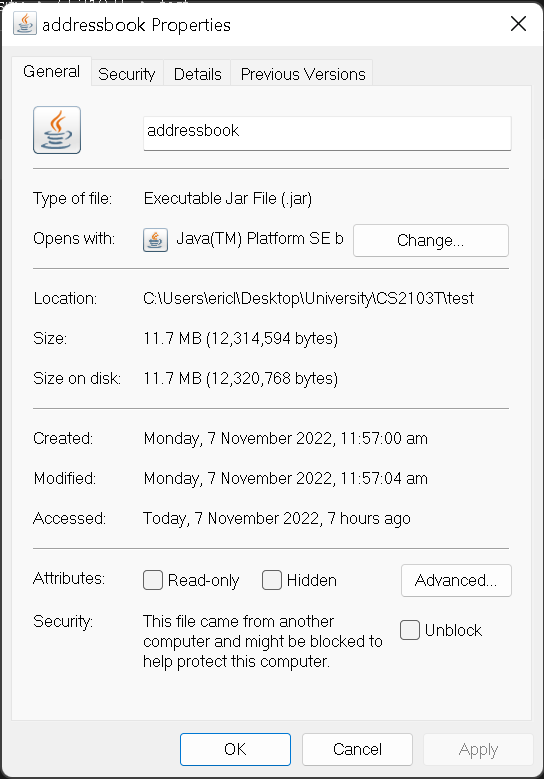 addressbook Properties
General Security Details Previous Versions
addressbook
Type of file: Executable Jar File (.jar)
Opens with: Java(TM) Platform SE b Change...
Location: C:\Users\ericl\Desktop\University\CS2103T\test
Size: 11.7 MB (12,314,594 bytes)
Size on disk: 11.7 MB (12,320,768 bytes)
Created: Monday, 7 November 2022, 11:57:00 am
Modified: Monday, 7 November 2022, 11:57:04 am
Accessed: Today, 7 November 2022, 7 hours ago
Attributes: Read-only Hidden Advanced...
Security: This file came from another
computer and might be blocked to Unblock
help protect this computer.
OK Cancel Apply